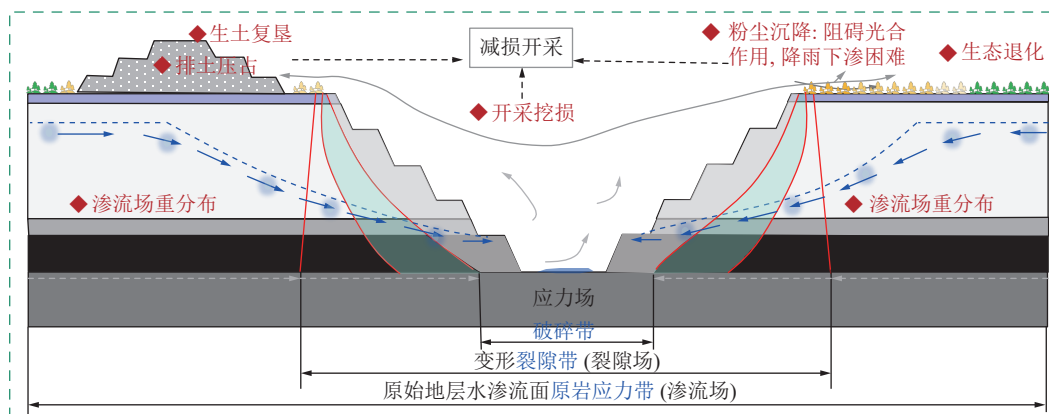 生土复垦
排土压占
减损开采
粉尘沉降: 阻碍光合
作用, 降雨下渗困难
生态退化
开采挖损
渗流场重分布
渗流场重分布
应力场
破碎带
变形裂隙带 (裂隙场)
原始地层水渗流面原岩应力带 (渗流场)